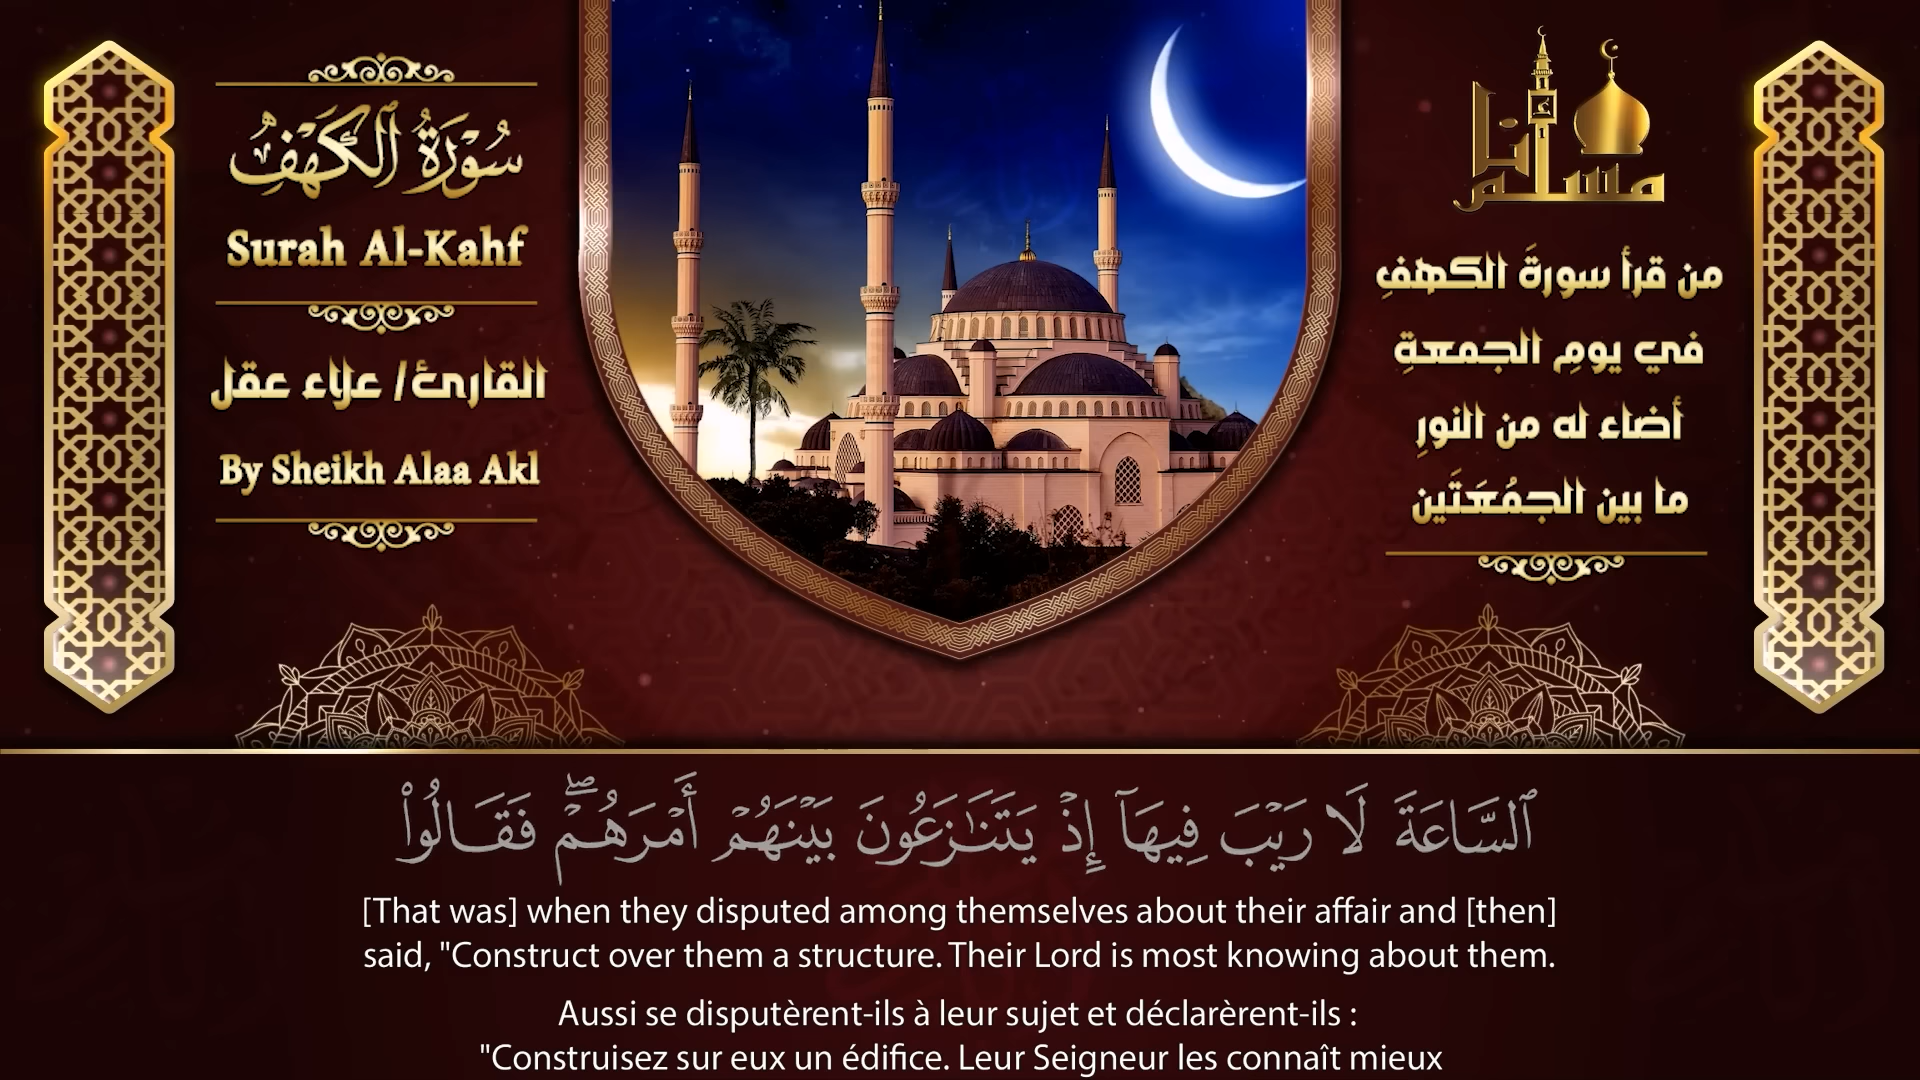 سُورَةُ الكَهْفِ
Surah Al-Kahf
القارئ/ علاء عقل
By Sheikh Alaa Akl
أنا
مسلم
من قرأ سورةَ الكهفِ
في يومِ الجمعةِ
أضاء له من النورِ
ما بين الجمُعَتَين
ٱلسَّاعَةَ لَا رَيْبَ فِيهَآ إِذْ يَتَنَٰزَعُونَ بَيْنَهُمْ أَمْرَهُمْ ۖ فَقَالُوا۟
[That was] when they disputed among themselves about their affair and [then]
said, "Construct over them a structure. Their Lord is most knowing about them.
Aussi se disputèrent-ils à leur sujet et déclarèrent-ils :
"Construisez sur eux un édifice. Leur Seigneur les connaît mieux